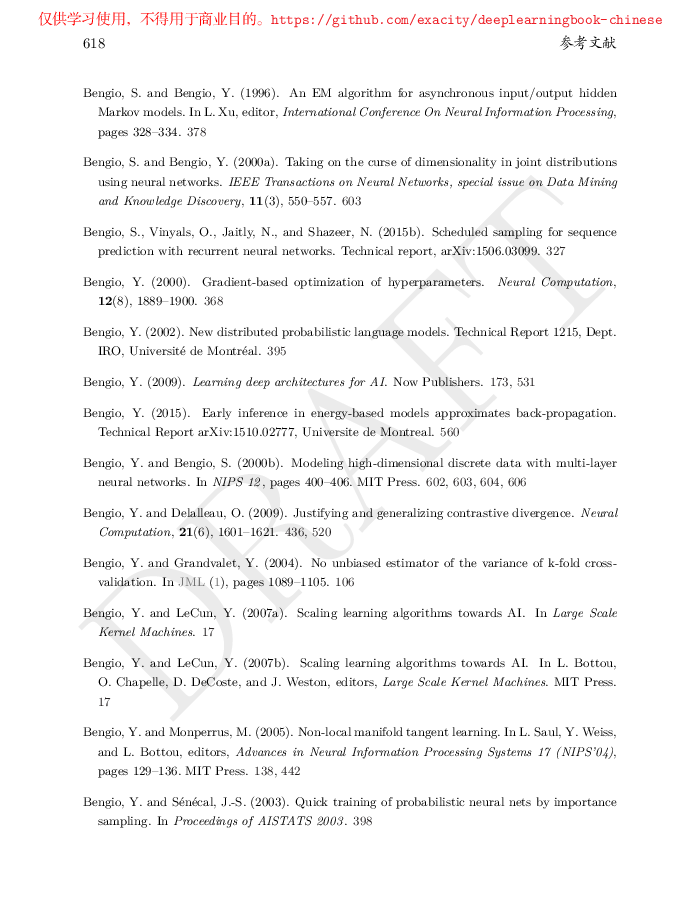 仅供学习使用，不得用于商业目的。https://github.com/exacity/deeplearningbook-chinese
618 参考文献
Bengio, S. and Bengio, Y. (1996). An EM algorithm for asynchronous input/output hidden
Markov models. In L. Xu, editor, International Conference On Neural Information Processing,
pages 328–334. 378
Bengio, S. and Bengio, Y. (2000a). Taking on the curse of dimensionality in joint distributions
using neural networks. IEEE Transactions on Neural Networks, special issue on Data Mining
and Knowledge Discovery, 11(3), 550–557. 603
Bengio, S., Vinyals, O., Jaitly, N., and Shazeer, N. (2015b). Scheduled sampling for sequence
prediction with recurrent neural networks. Technical report, arXiv:1506.03099. 327
Bengio, Y. (2000). Gradient-based optimization of hyperparameters. Neural Computation,
12(8), 1889–1900. 368
Bengio, Y. (2002). New distributed probabilistic language models. Technical Report 1215, Dept.
IRO, Université de Montréal. 395
Bengio, Y. (2009). Learning deep architectures for AI. Now Publishers. 173, 531
Bengio, Y. (2015). Early inference in energy-based models approximates back-propagation.
Technical Report arXiv:1510.02777, Universite de Montreal. 560
Bengio, Y. and Bengio, S. (2000b). Modeling high-dimensional discrete data with multi-layer
neural networks. In NIPS 12, pages 400–406. MIT Press. 602, 603, 604, 606
Bengio, Y. and Delalleau, O. (2009). Justifying and generalizing contrastive divergence. Neural
Computation, 21(6), 1601–1621. 436, 520
Bengio, Y. and Grandvalet, Y. (2004). No unbiased estimator of the variance of k-fold cross-
validation. In JML (1), pages 1089–1105. 106
Bengio, Y. and LeCun, Y. (2007a). Scaling learning algorithms towards AI. In Large Scale
Kernel Machines. 17
Bengio, Y. and LeCun, Y. (2007b). Scaling learning algorithms towards AI. In L. Bottou,
O. Chapelle, D. DeCoste, and J. Weston, editors, Large Scale Kernel Machines. MIT Press.
17
Bengio, Y. and Monperrus, M. (2005). Non-local manifold tangent learning. In L. Saul, Y. Weiss,
and L. Bottou, editors, Advances in Neural Information Processing Systems 17 (NIPS'04),
pages 129–136. MIT Press. 138, 442
Bengio, Y. and Sénécal, J.-S. (2003). Quick training of probabilistic neural nets by importance
sampling. In Proceedings of AISTATS 2003. 398
DRAFT